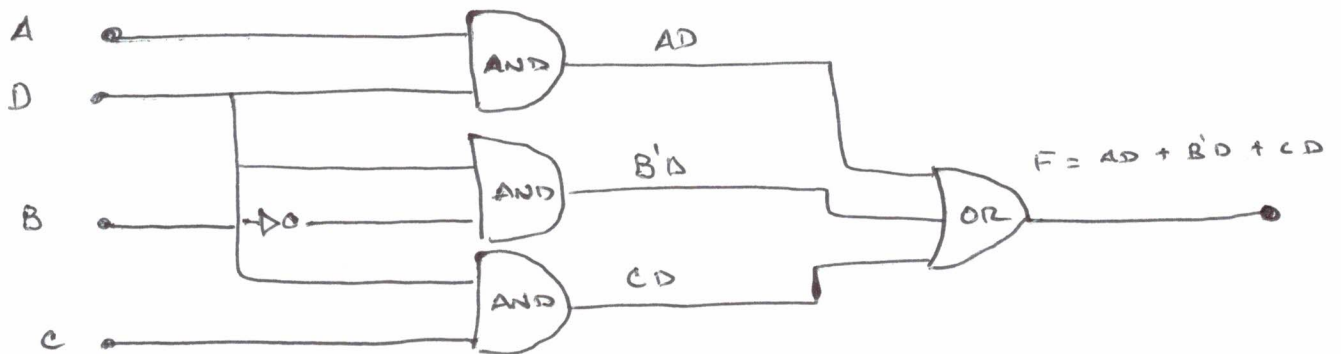 A
AND
AD
D
AND
B'D
F = AD + B'D + CD
B
OR
AND
CD
C